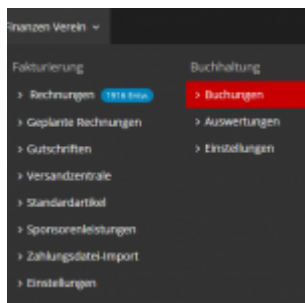 Finanzen Verein
Fakturierung
Rechnungen
Geplante Rechnungen
Gutschriften
Versandzentrale
Standardartikel
Sponsorenleistungen
Zahlungsdatei-Import
Einstellungen
Buchhaltung
Buchungen
Auswertungen
Einstellungen